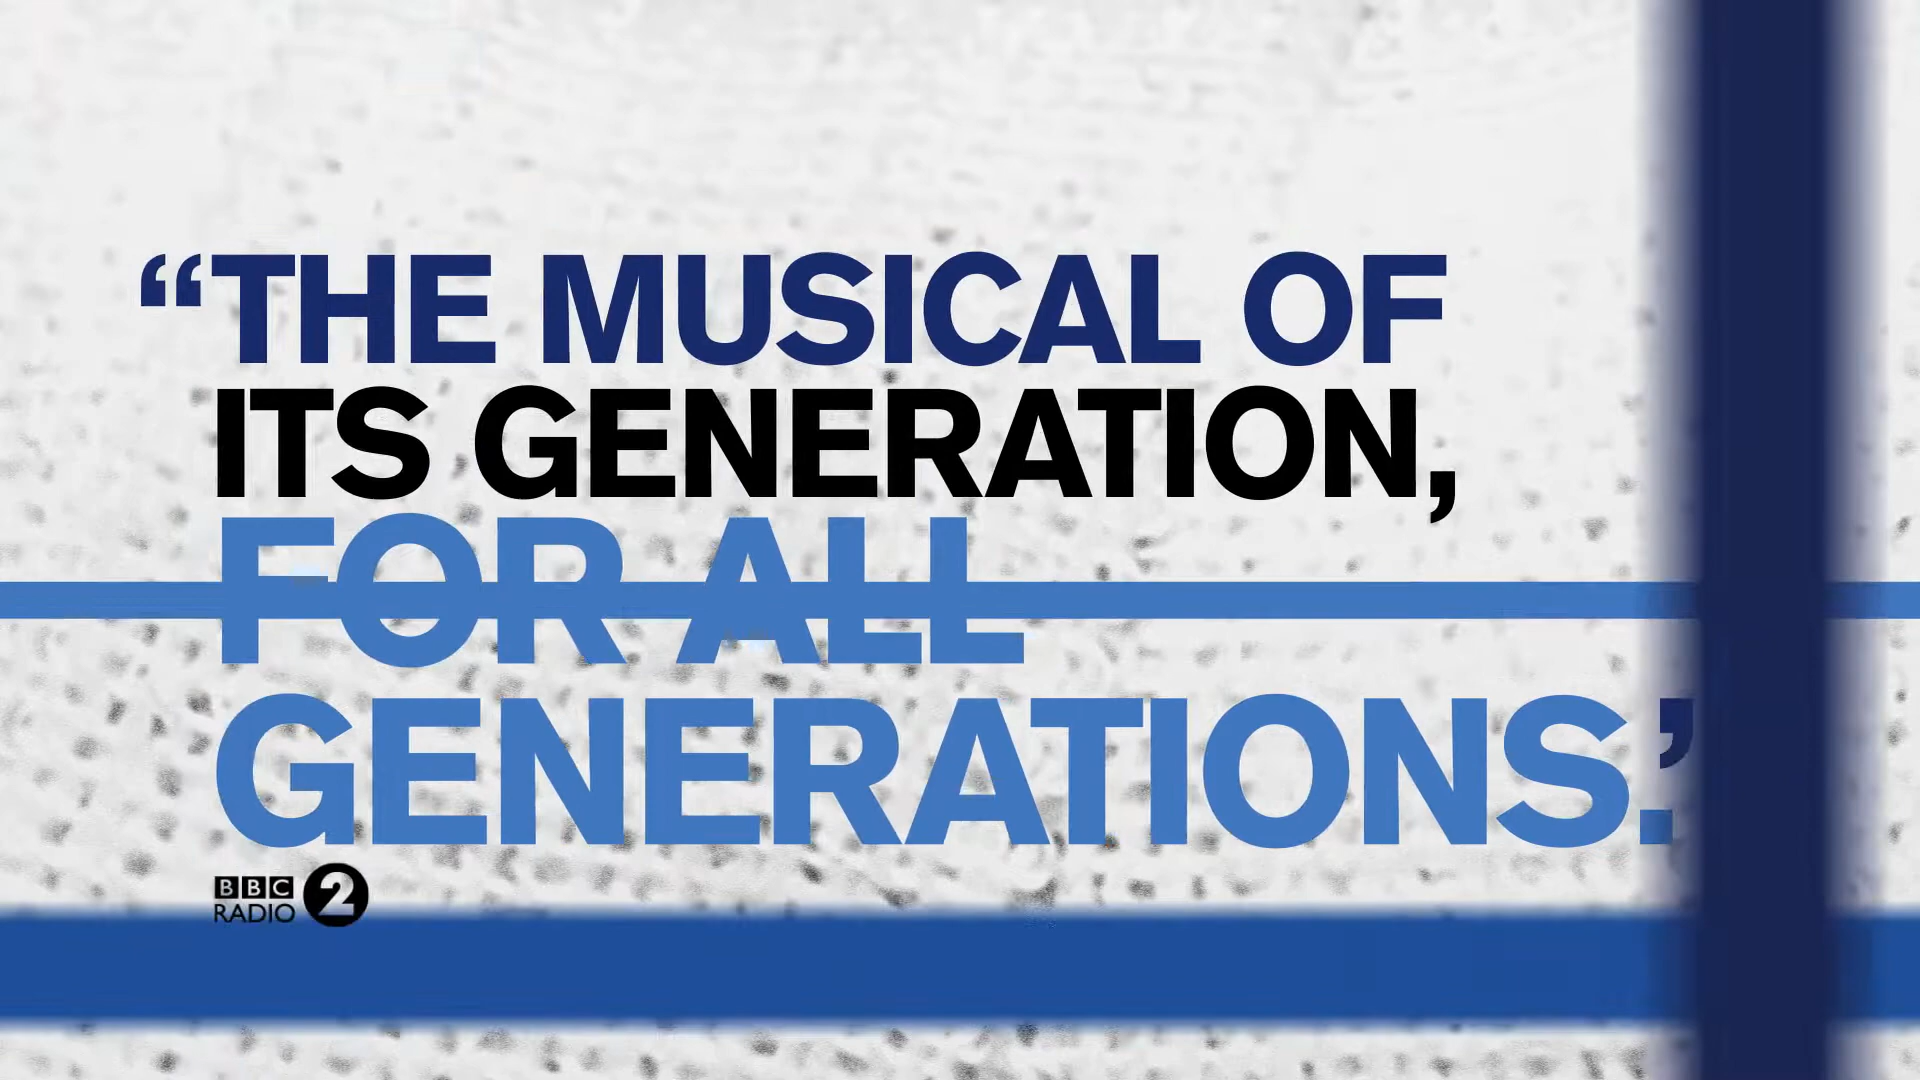 “THE MUSICAL OF
ITS GENERATION,
FOR ALL
GENERATIONS.’
BBC
RADIO 2